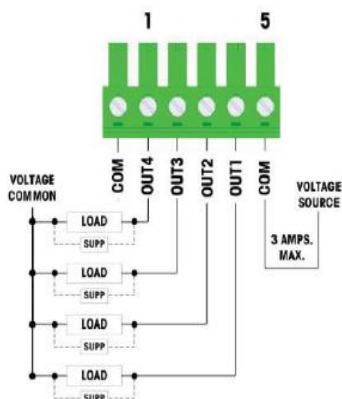 1 5
COM OUT4 OUT3 OUT2 OUT1 COM
VOLTAGE
COMMON
VOLTAGE
SOURCE
3 AMPS.
MAX.
LOAD
SUPP
LOAD
SUPP
LOAD
SUPP
LOAD
SUPP